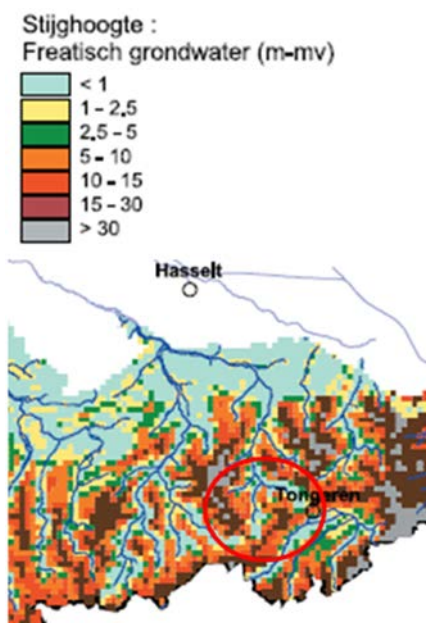 Stijghoogte :
Freatisch grondwater (m-mv)
< 1
1 - 2.5
2.5 - 5
5 - 10
10 - 15
15 - 30
> 30
Hasselt
Tongeren